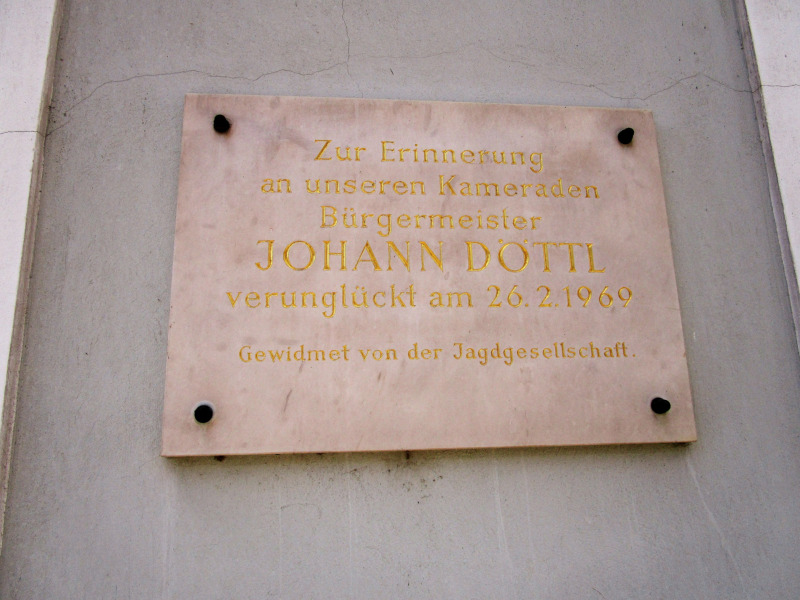 Zur Erinnerung
an unseren Kameraden
Bürgermeister
JOHANN DÖTTL
verunglückt am 26.2.1969
Gewidmet von der Jagdgesellschaft.